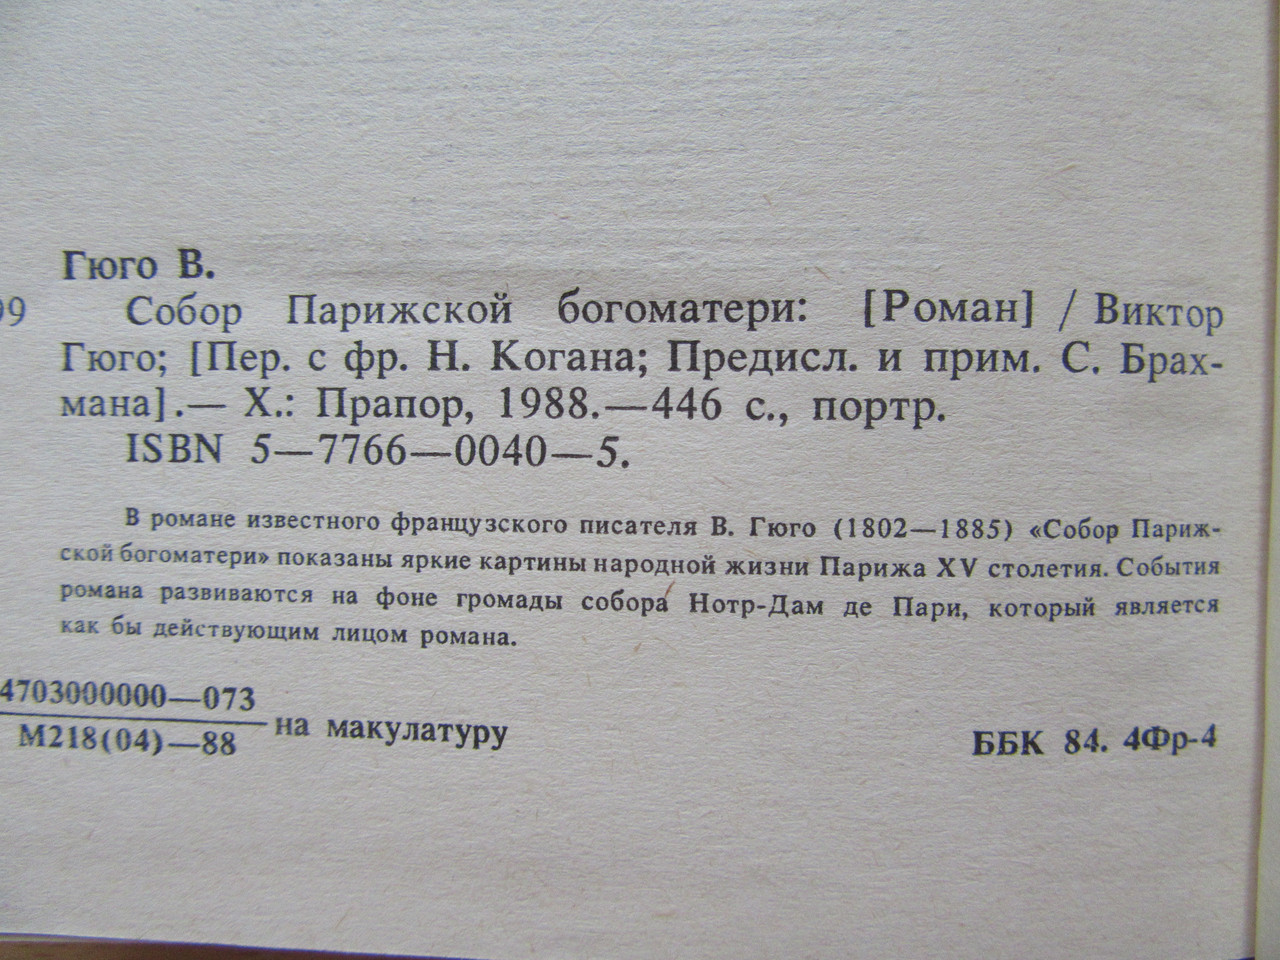 Гюго В.
99 Собор Парижской богоматери: [Роман] / Виктор
Гюго; [Пер. с фр. Н. Когана; Предисл. и прим. С. Брах-
мана].— Х.: Прапор, 1988.—446 с., портр.
ISBN 5—7766—0040—5.
В романе известного французского писателя В. Гюго (1802—1885) «Собор Париж-
ской богоматери» показаны яркие картины народной жизни Парижа XV столетия. События
романа развиваются на фоне громады собора Нотр-Дам де Пари, который является
как бы действующим лицом романа.
4703000000—073
М218(04)—88
на макулатуру
ББК 84. 4Фр-4